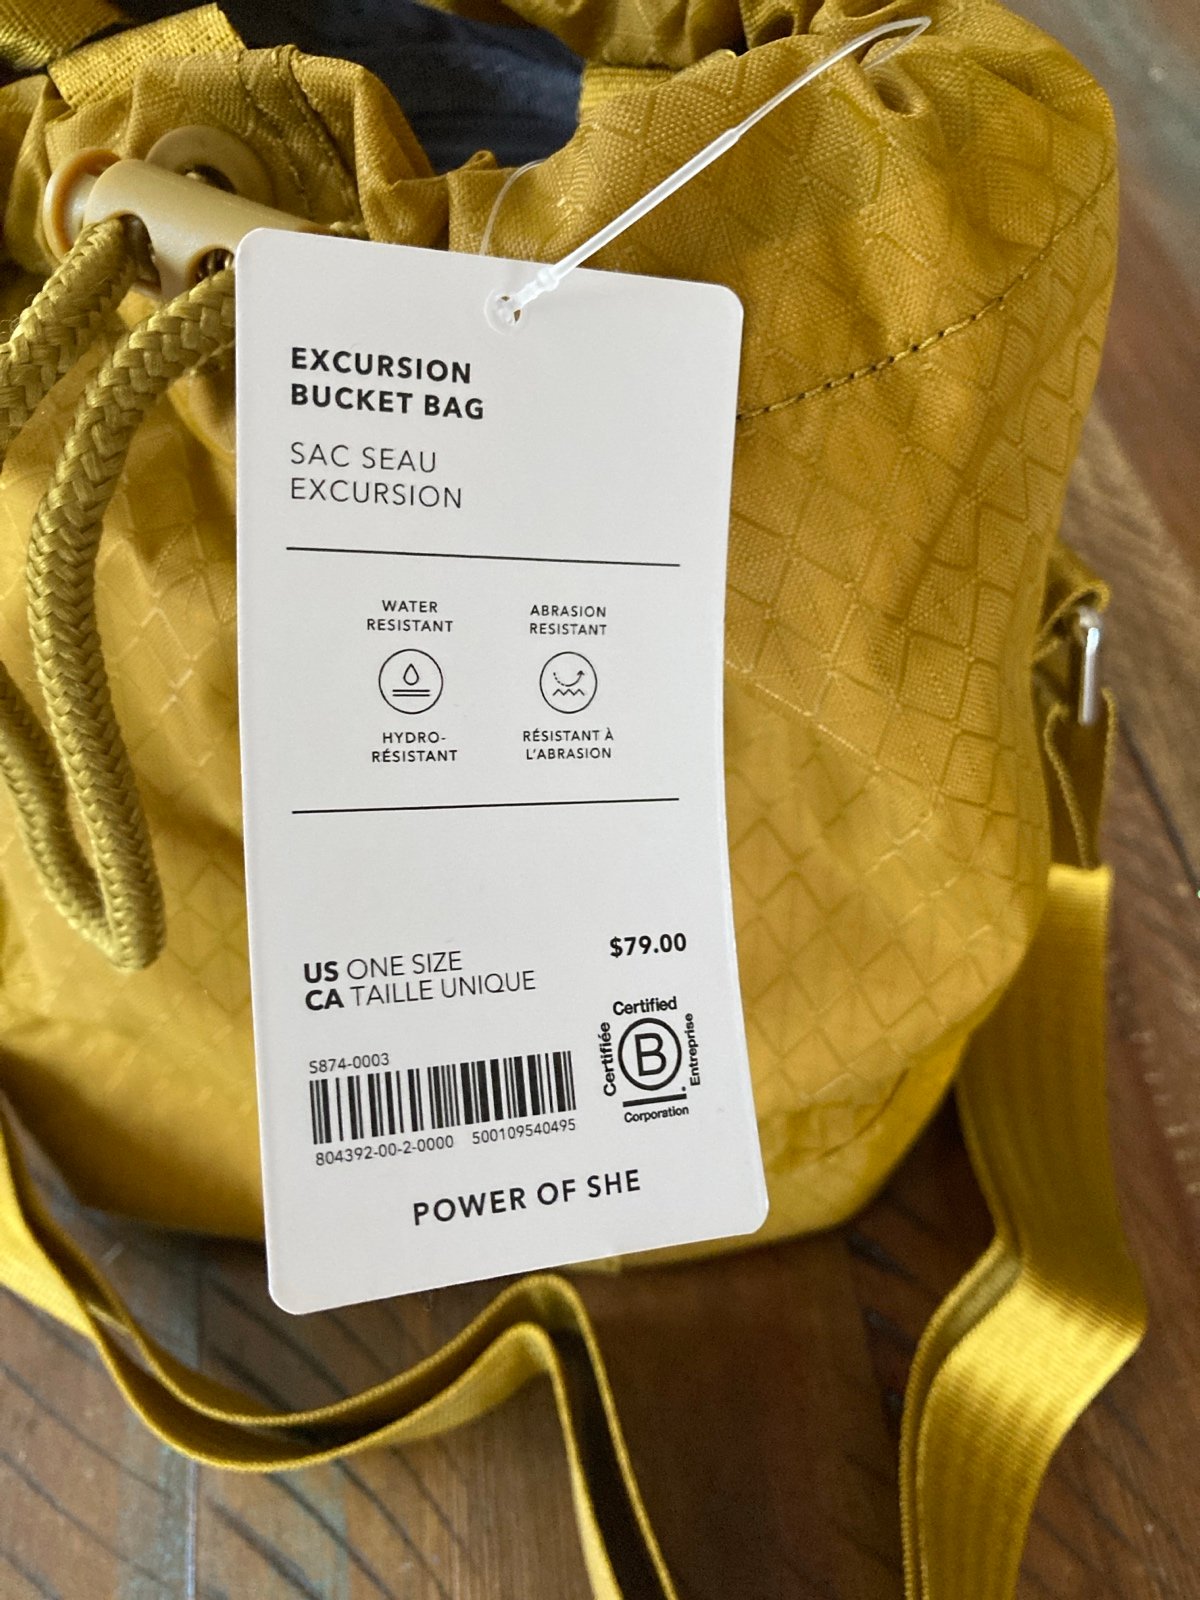 EXCURSION
BUCKET BAG
SAC SEAU
EXCURSION
WATER
RESISTANT
HYDRO-
RÉSISTANT
ABRASION
RESISTANT
RÉSISTANT À
L'ABRASION
$79.00
US ONE SIZE
CA TAILLE UNIQUE
S874-0003
804392-00-2-0000 500109540495
Certified
Certifiée
B
Entreprise
Corporation
POWER OF SHE